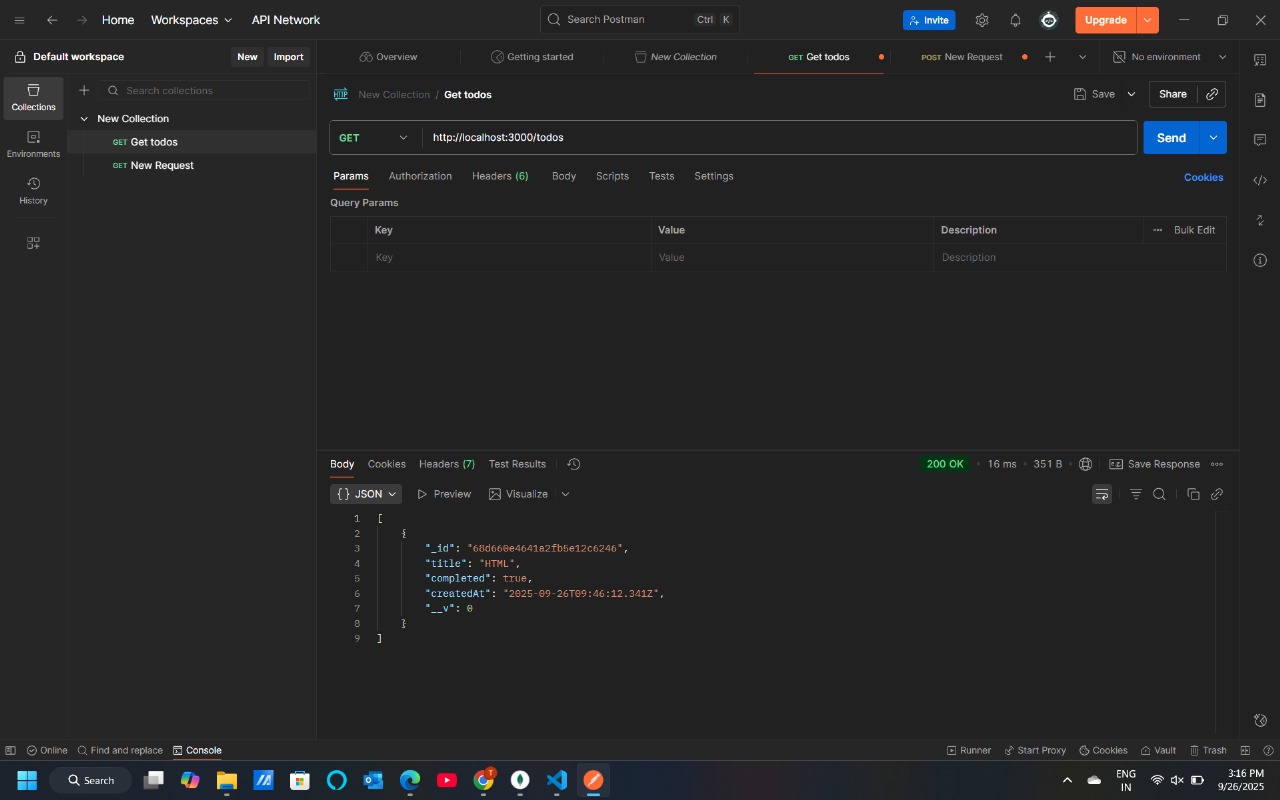 Home Workspaces API Network Search Postman Ctrl K Invite Upgrade
Default workspace New Import Overview Getting started New Collection GET Get todos POST New Request No environment
Collections Search collections HTTP New Collection / Get todos Save Share
New Collection
GET Get todos GET http://localhost:3000/todos Send
Environments GET New Request
History Params Authorization Headers (6) Body Scripts Tests Settings Cookies
Query Params
Key Value Description Bulk Edit
Key Value Description
Body Cookies Headers (7) Test Results 200 OK 16 ms 351 B Save Response
{} JSON Preview Visualize
1 [
2 {
3 "_id": "68d660e4641a2fb5e12c6246",
4 "title": "HTML",
5 "completed": true,
6 "createdAt": "2025-09-26T09:46:12.341Z",
7 "__v": 0
8 }
9 ]
Online Find and replace Console Runner Start Proxy Cookies Vault Trash
Search T ENG 3:16 PM
IN 9/26/2025